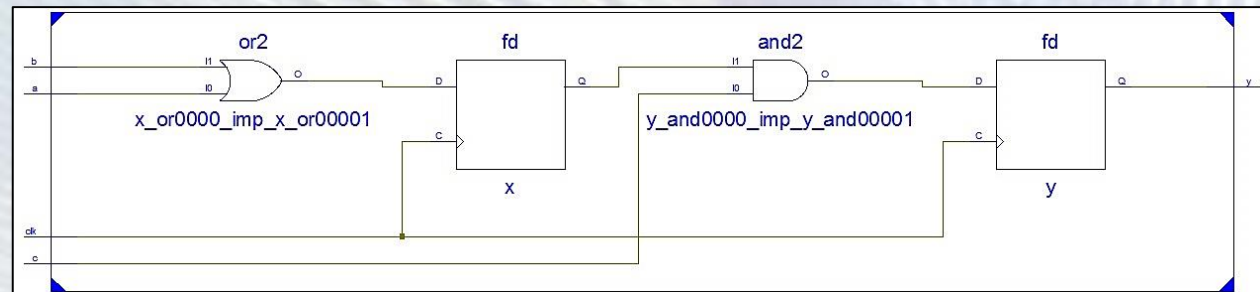 or2 fd and2 fd
b I1 O D Q I1 O D Q y
a I0 I0
x_or0000_imp_x_or00001 y_and0000_imp_y_and00001
C C
x y
clk
c